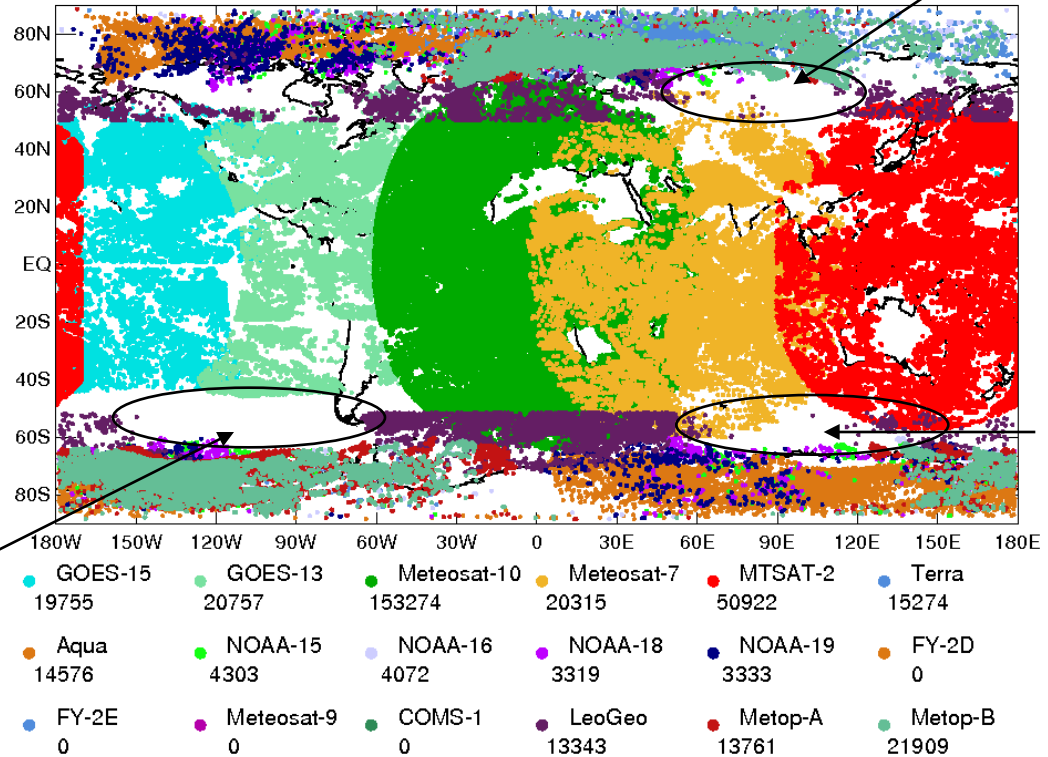 80N
60N
40N
20N
EQ
20S
40S
60S
80S
180W 150W 120W 90W 60W 30W 0 30E 60E 90E 120E 150E 180E
GOES-15 GOES-13 Meteosat-10 Meteosat-7 MTSAT-2 Terra
19755 20757 153274 20315 50922 15274
Aqua NOAA-15 NOAA-16 NOAA-18 NOAA-19 FY-2D
14576 4303 4072 3319 3333 0
FY-2E Meteosat-9 COMS-1 LeoGeo Metop-A Metop-B
0 0 0 13343 13761 21909